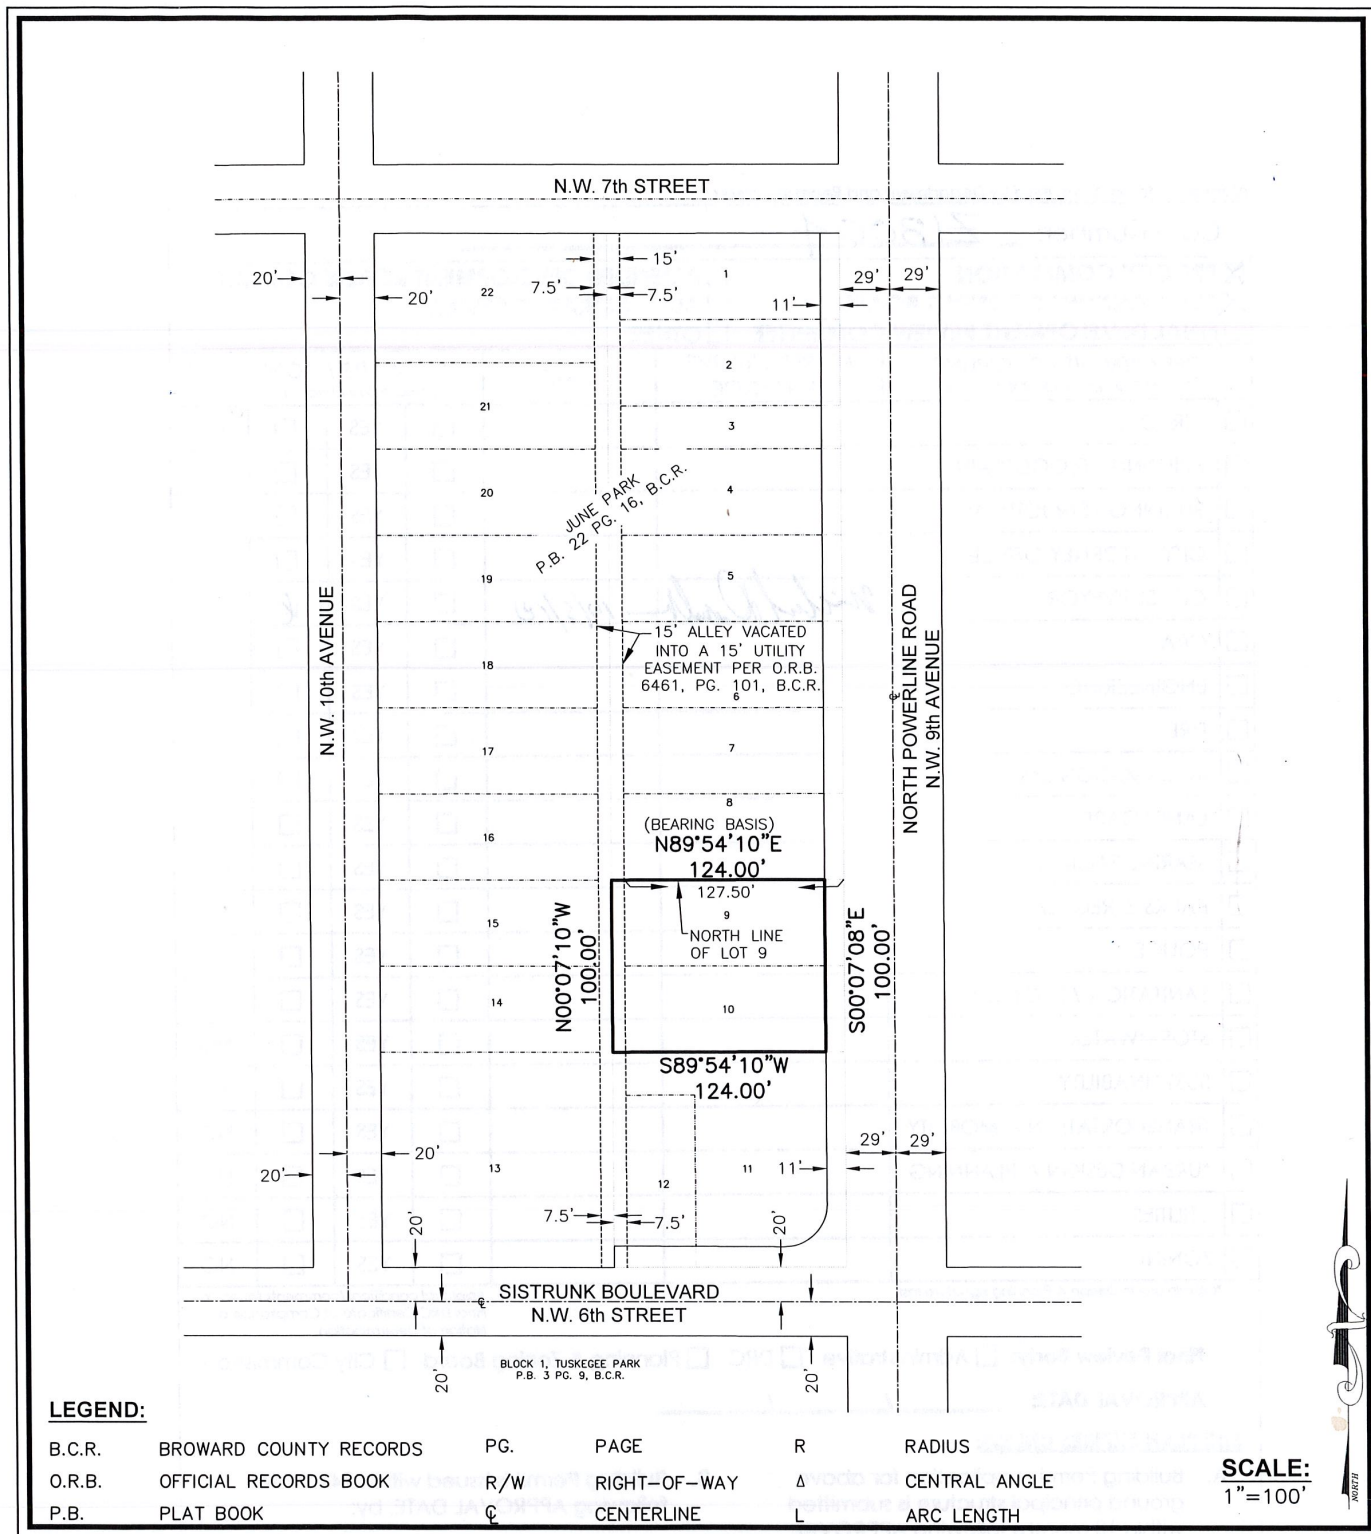 N.W. 7th STREET
20'
20'
15'
7.5'
7.5'
11'
29'
29'
22
1
2
21
3
20
4
JUNE PARK
P.B. 22 PG. 16, B.C.R.
19
5
N.W. 10th AVENUE
15' ALLEY VACATED
INTO A 15' UTILITY
EASEMENT PER O.R.B.
6461, PG. 101, B.C.R.
18
6
NORTH POWERLINE ROAD
N.W. 9th AVENUE
17
7
8
16
(BEARING BASIS)
N89°54'10"E
124.00'
127.50'
9
NORTH LINE
OF LOT 9
15
N00°07'10"W
100.00'
S00°07'08"E
100.00'
14
10
S89°54'10"W
124.00'
20'
20'
13
12
11
11'
29'
29'
7.5'
7.5'
20'
20'
SISTRUNK BOULEVARD
N.W. 6th STREET
20'
20'
BLOCK 1, TUSKEGEE PARK
P.B. 3 PG. 9, B.C.R.
LEGEND:
B.C.R. BROWARD COUNTY RECORDS PG. PAGE R RADIUS
O.R.B. OFFICIAL RECORDS BOOK R/W RIGHT-OF-WAY Δ CENTRAL ANGLE
P.B. PLAT BOOK ℄ CENTERLINE L ARC LENGTH
SCALE:
1"=100'
NORTH